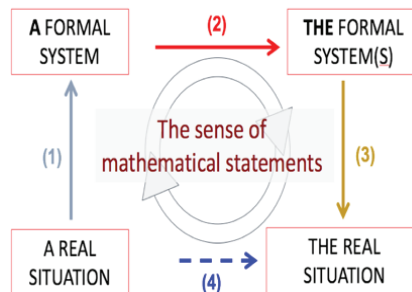 A FORMAL
SYSTEM
(2)
THE FORMAL
SYSTEM(S)
(1)
The sense of
mathematical statements
(3)
A REAL
SITUATION
(4)
THE REAL
SITUATION